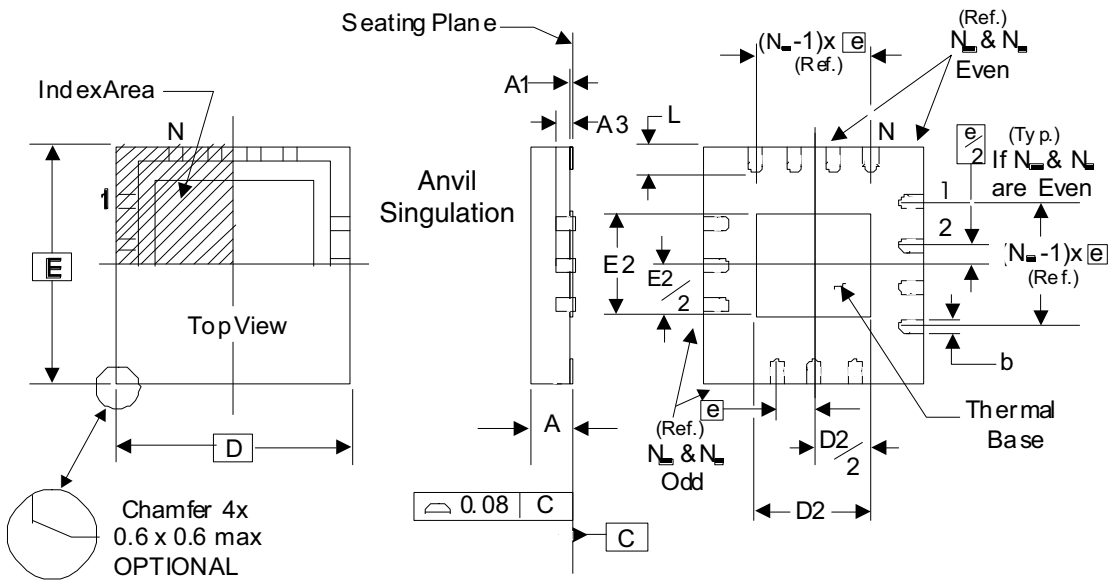 Seating Plane
(Ref.)
(N -1)x e
(Ref.)
N & N
Even
A1
IndexArea
A3
L
N
N
e/2
(Typ.)
If N & N
are Even
Anvil
Singulation
1
1
2
E
E2
E2/2
(N -1)x e
(Ref.)
TopView
b
e
Thermal
Base
A
(Ref.)
N & N
Odd
D2/2
D
D2
0.08 C
C
Chamfer 4x
0.6 x 0.6 max
OPTIONAL